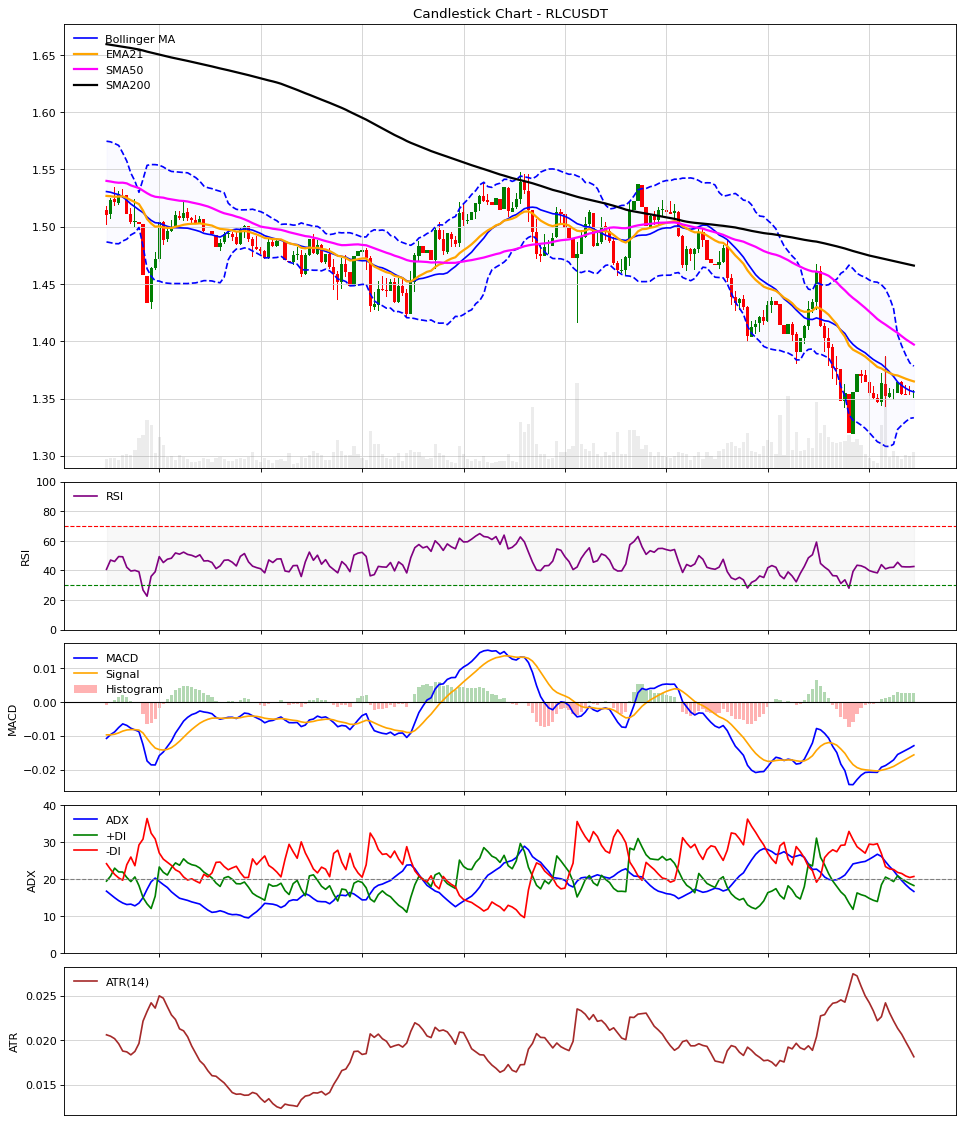 Candlestick Chart - RLCUSDT
Bollinger MA
EMA21
SMA50
SMA200
1.65
1.60
1.55
1.50
1.45
1.40
1.35
1.30
RSI
RSI
100
80
60
40
20
0
MACD
Signal
Histogram
MACD
0.01
0.00
−0.01
−0.02
ADX
+DI
-DI
ADX
40
30
20
10
0
ATR(14)
ATR
0.025
0.020
0.015